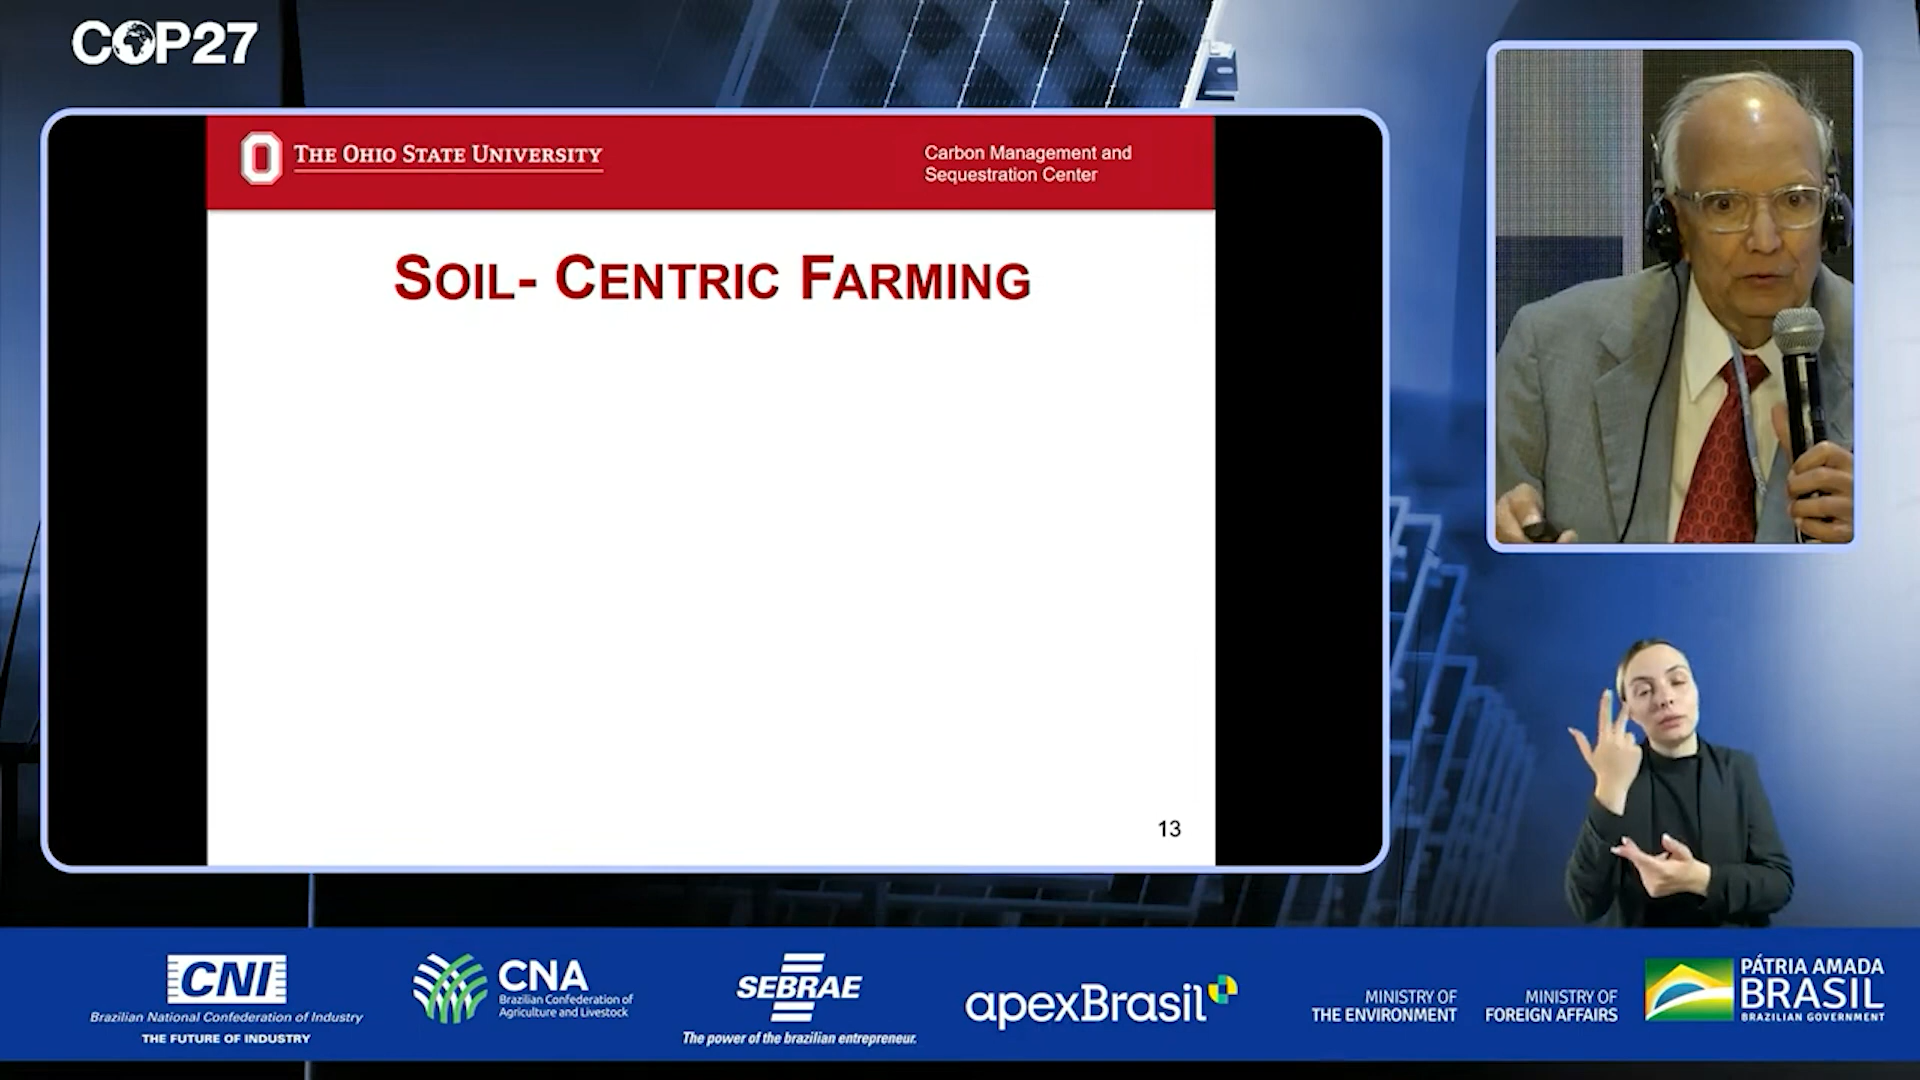 COP27
THE OHIO STATE UNIVERSITY
Carbon Management and
Sequestration Center
SOIL- CENTRIC FARMING
13
CNI
Brazilian National Confederation of Industry
THE FUTURE OF INDUSTRY
CNA
Brazilian Confederation of
Agriculture and Livestock
SEBRAE
The power of the brazilian entrepreneur.
apexBrasil
MINISTRY OF
THE ENVIRONMENT
MINISTRY OF
FOREIGN AFFAIRS
PÁTRIA AMADA
BRASIL
BRAZILIAN GOVERNMENT